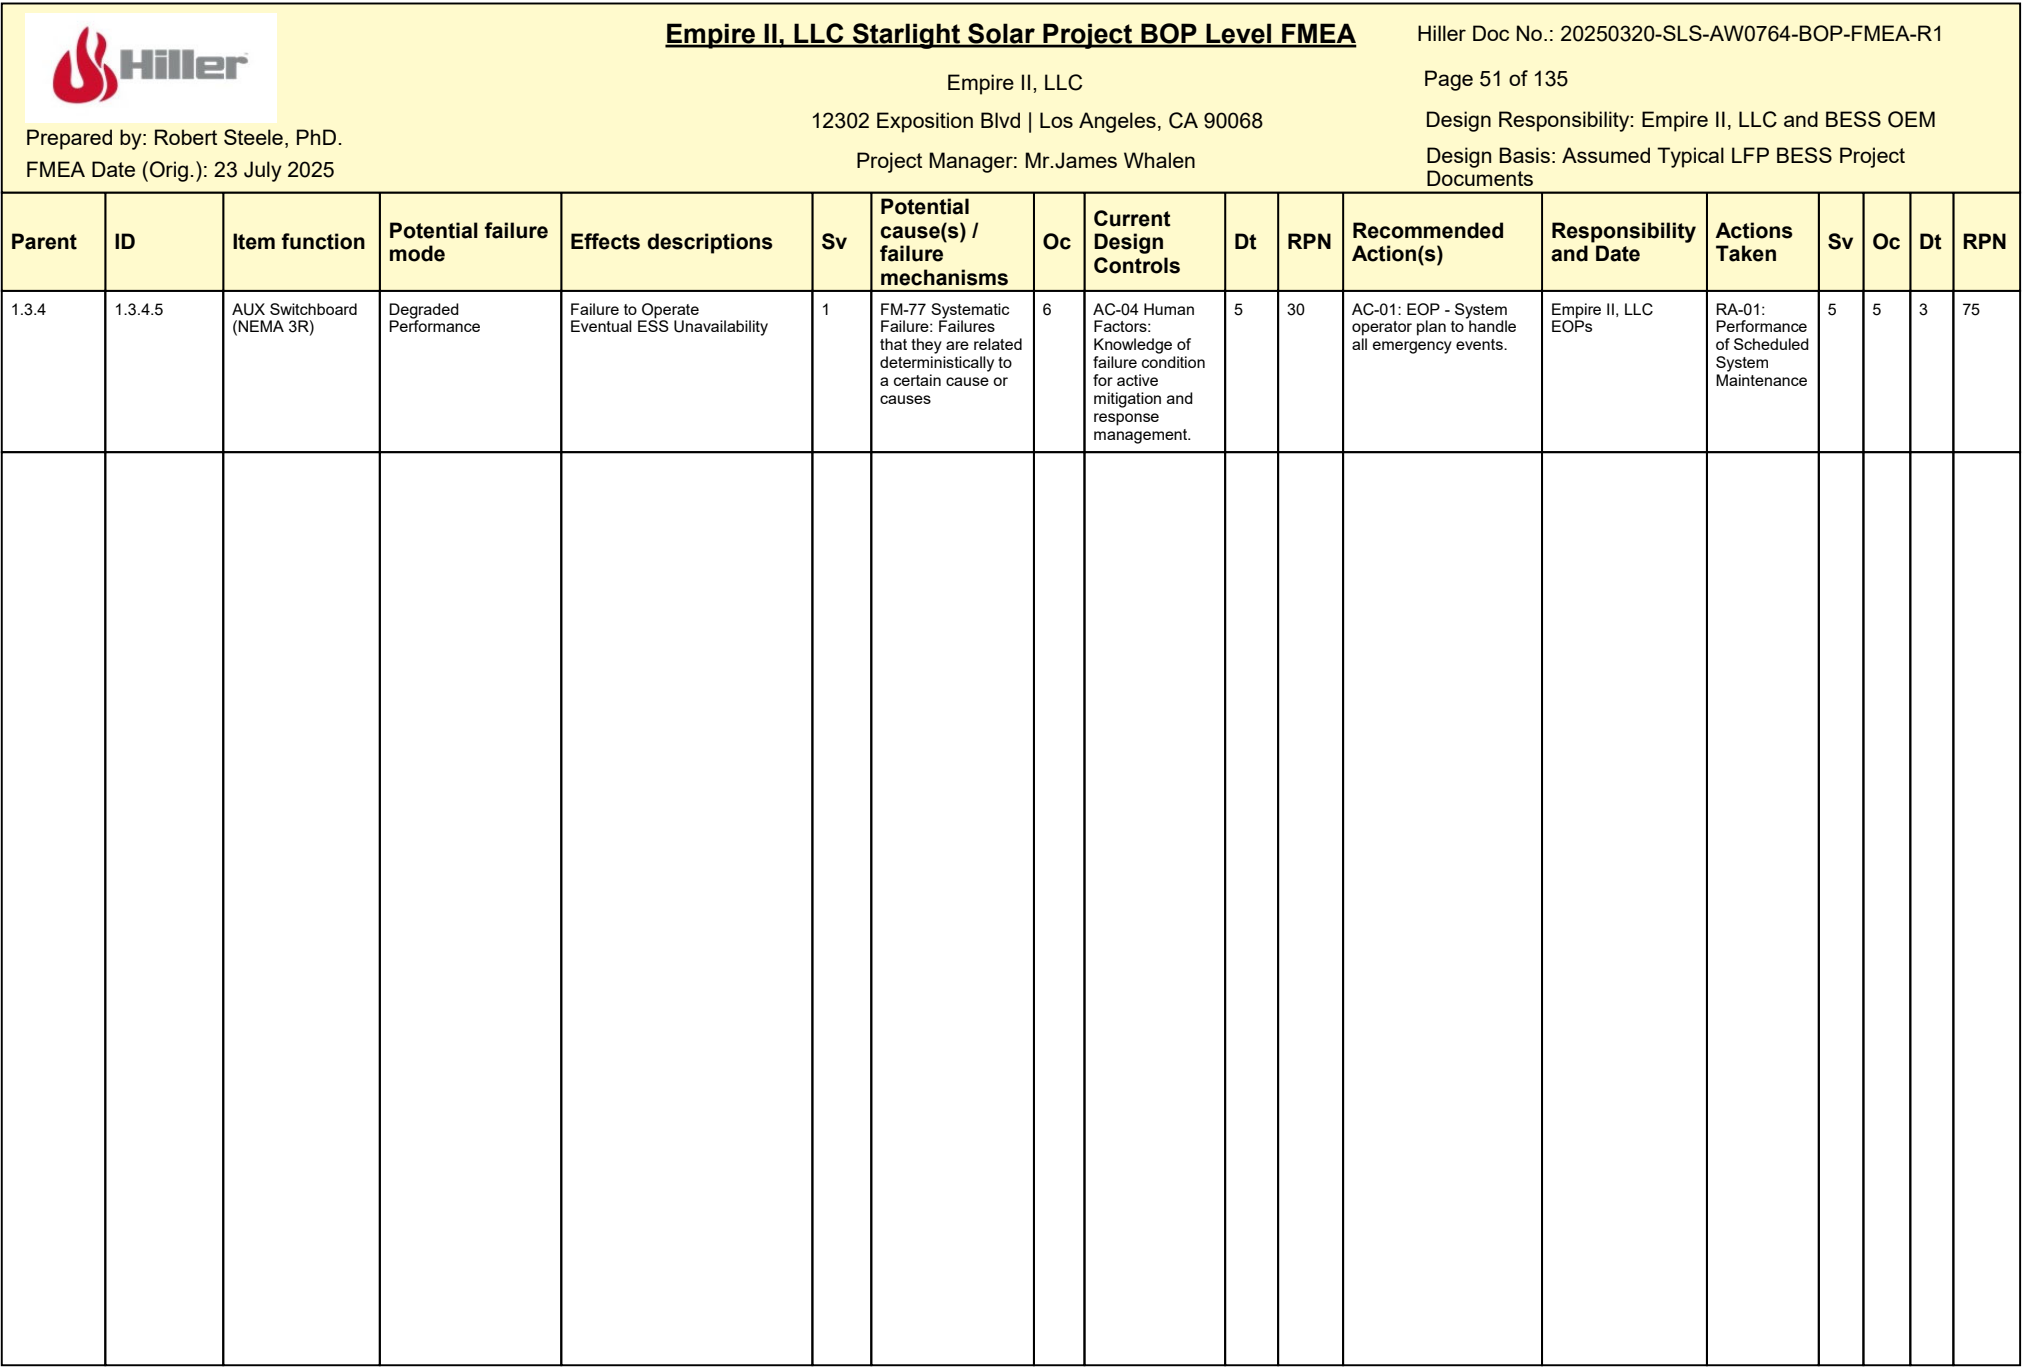 Hiller
Prepared by: Robert Steele, PhD.
FMEA Date (Orig.): 23 July 2025
Empire II, LLC Starlight Solar Project BOP Level FMEA
Empire II, LLC
12302 Exposition Blvd | Los Angeles, CA 90068
Project Manager: Mr.James Whalen
Hiller Doc No.: 20250320-SLS-AW0764-BOP-FMEA-R1
Page 51 of 135
Design Responsibility: Empire II, LLC and BESS OEM
Design Basis: Assumed Typical LFP BESS Project
Documents
Parent
ID
Item function
Potential failure
mode
Effects descriptions
Sv
Potential
cause(s) /
failure
mechanisms
Oc
Current
Design
Controls
Dt
RPN
Recommended
Action(s)
Responsibility
and Date
Actions
Taken
Sv
Oc
Dt
RPN
1.3.4
1.3.4.5
AUX Switchboard
(NEMA 3R)
Degraded
Performance
Failure to Operate
Eventual ESS Unavailability
1
FM-77 Systematic
Failure: Failures
that they are related
deterministically to
a certain cause or
causes
6
AC-04 Human
Factors:
Knowledge of
failure condition
for active
mitigation and
response
management.
5
30
AC-01: EOP - System
operator plan to handle
all emergency events.
Empire II, LLC
EOPs
RA-01:
Performance
of Scheduled
System
Maintenance
5
5
3
75